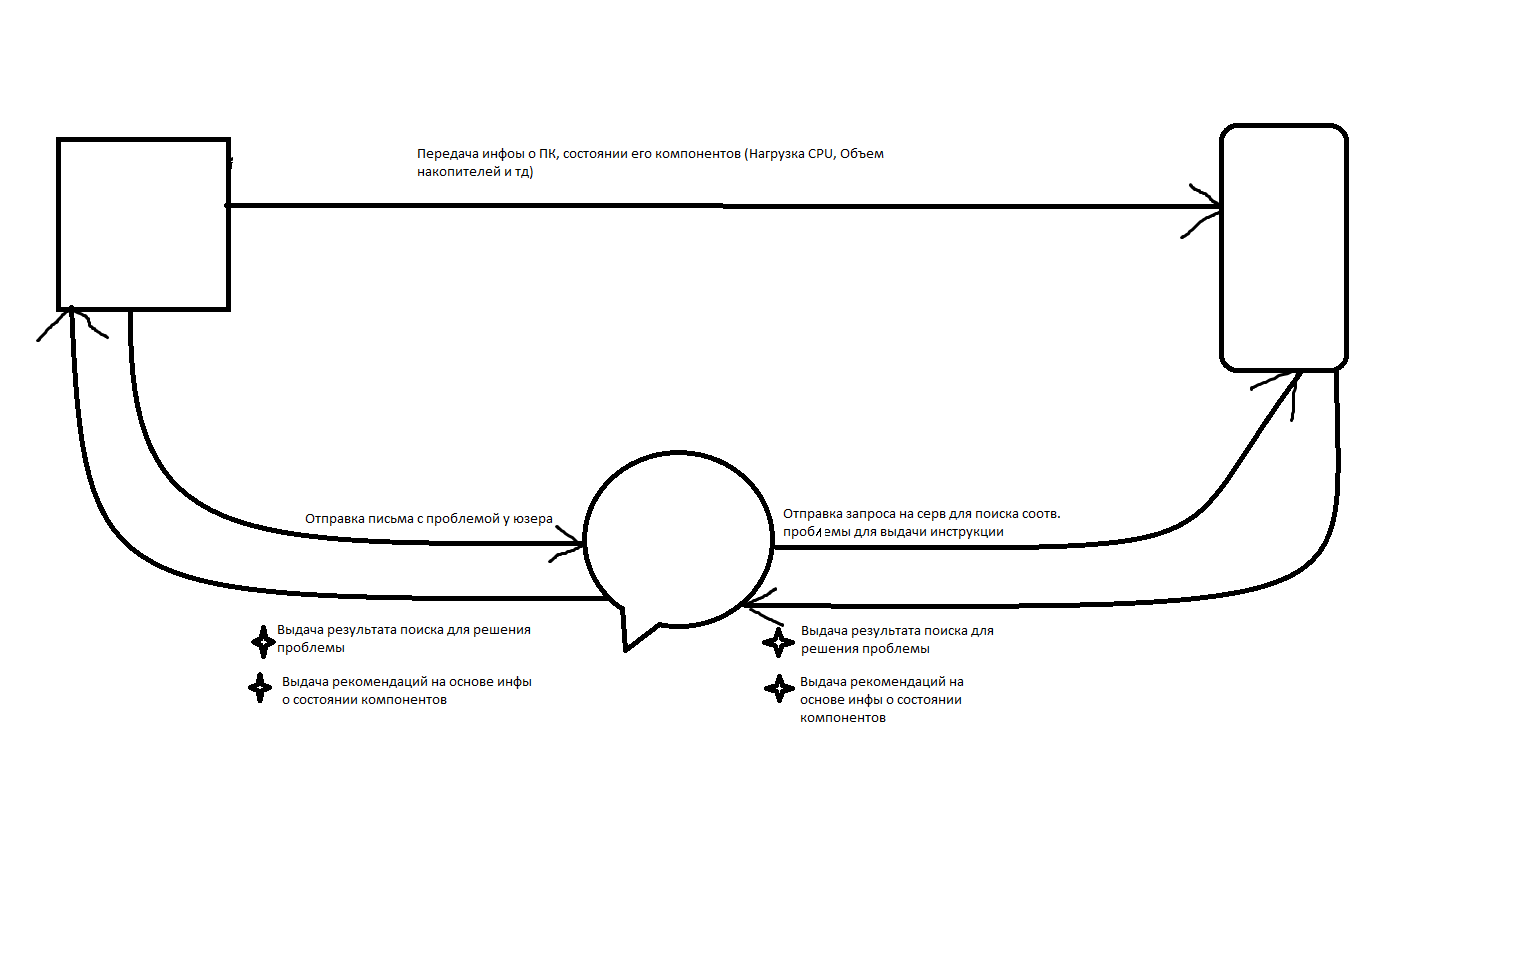 Передача инфоы о ПК, состоянии его компонентов (Нагрузка CPU, Объем
накопителей и тд)
Отправка письма с проблемой у юзера
Отправка запроса на серв для поиска соотв.
проблемы для выдачи инструкции
Выдача результата поиска для решения
проблемы
Выдача рекомендаций на основе инфы
о состоянии компонентов
Выдача результата поиска для
решения проблемы
Выдача рекомендаций на
основе инфы о состоянии
компонентов